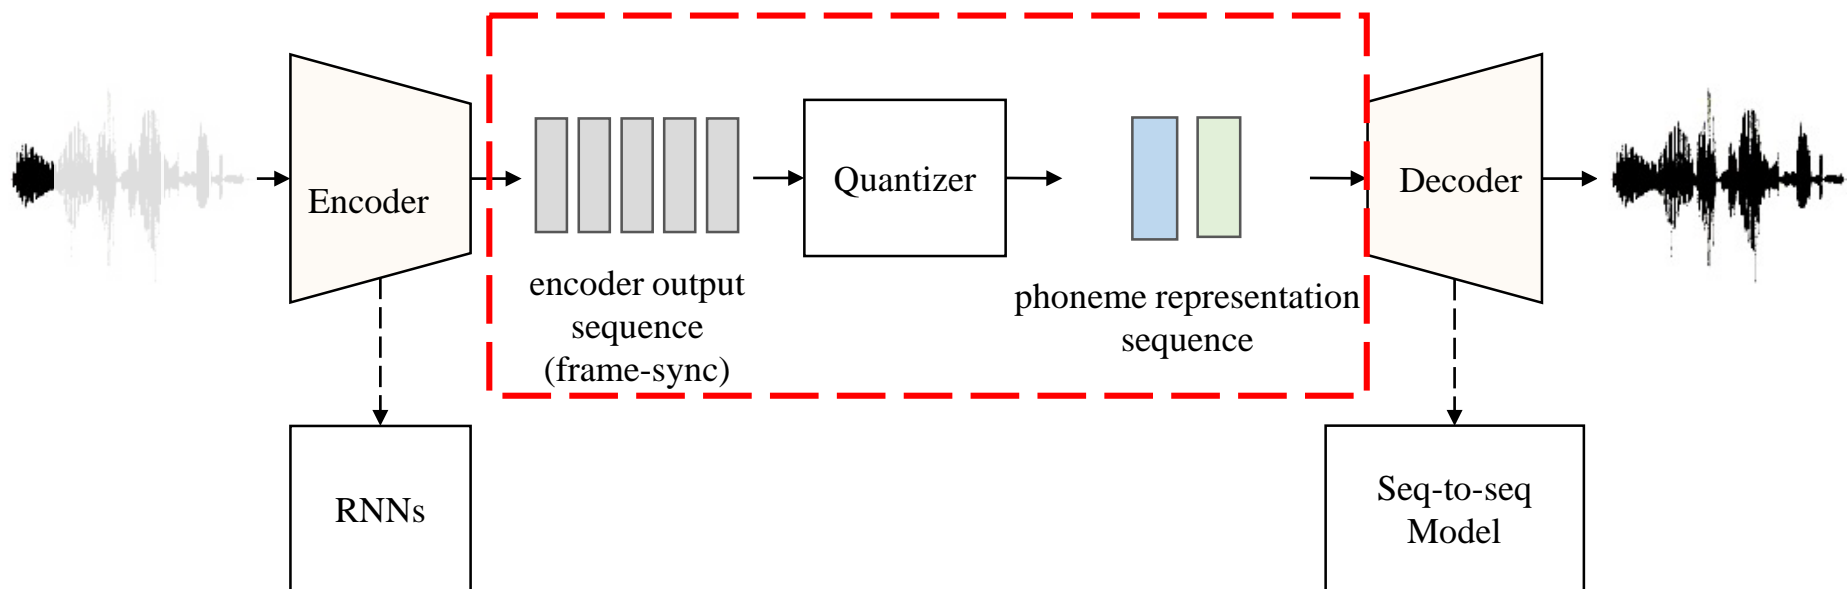 Encoder
encoder output
sequence
(frame-sync)
Quantizer
phoneme representation
sequence
Decoder
RNNs
Seq-to-seq
Model